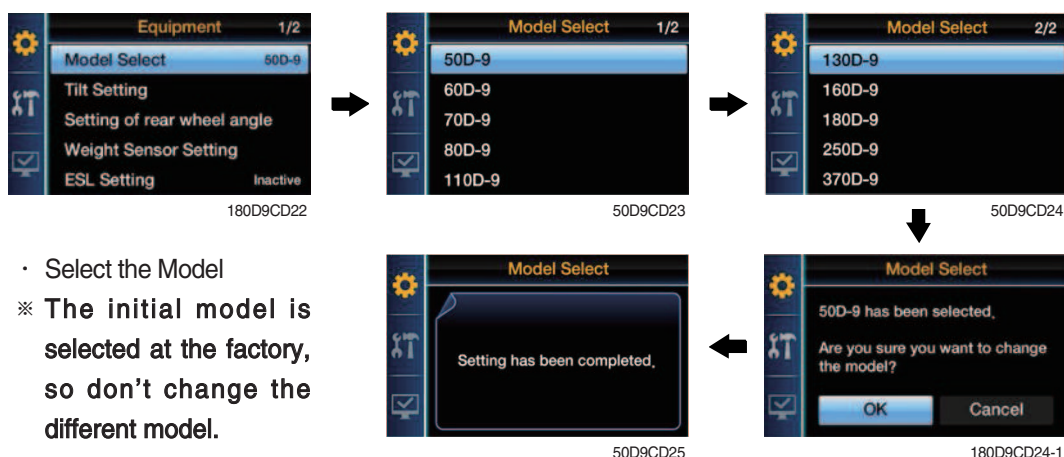 Equipment 1/2
Model Select 50D-9
Tilt Setting
Setting of rear wheel angle
Weight Sensor Setting
ESL Setting Inactive
180D9CD22
Model Select 1/2
50D-9
60D-9
70D-9
80D-9
110D-9
50D9CD23
Model Select 2/2
130D-9
160D-9
180D-9
250D-9
370D-9
50D9CD24
· Select the Model
※ The initial model is
selected at the factory,
so don't change the
different model.
Model Select
Setting has been completed.
50D9CD25
Model Select
50D-9 has been selected.
Are you sure you want to change
the model?
OK Cancel
180D9CD24-1